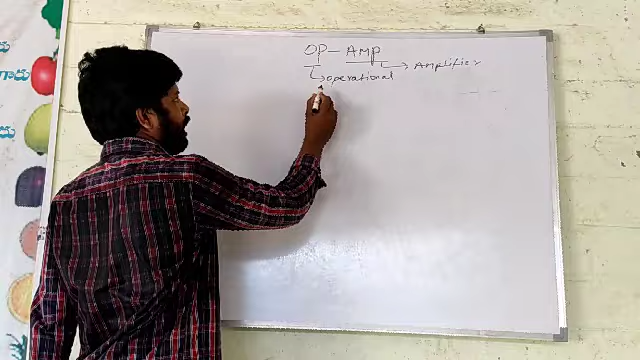 OP - AMP
→ Amplifier
→ operational
గాడు